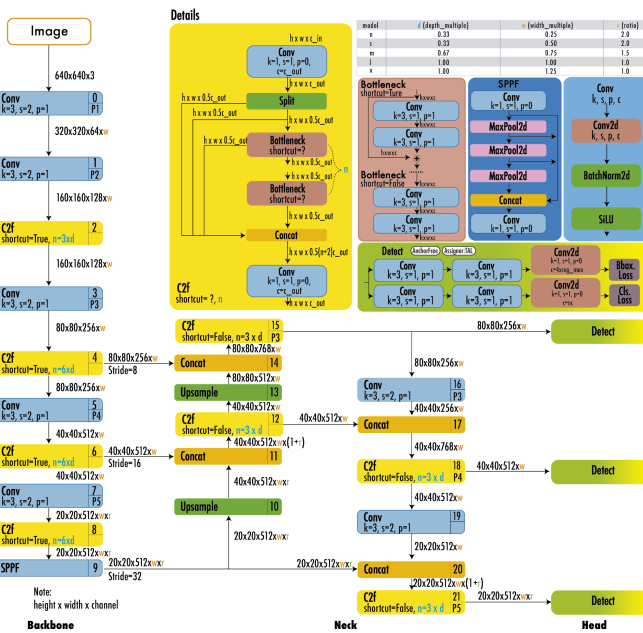 Image
640x640x3
Conv 0
k=3, s=2, p=1 P1
320x320x64xw
Conv 1
k=3, s=2, p=1 P2
160x160x128xw
C2f 2
shortcut=True, n=3xd
160x160x128xw
Conv 3
k=3, s=2, p=1 P3
80x80x256xw
C2f 4
shortcut=True, n=6xd
80x80x256xw
Stride=8
80x80x256xw
Conv 5
k=3, s=2, p=1 P4
40x40x512xw
C2f 6
shortcut=True, n=6xd
40x40x512xw
Stride=16
40x40x512xw
Conv 7
k=3, s=2, p=1 P5
20x20x512xwxr
C2f 8
shortcut=True, n=6xd
20x20x512xwxr
SPPF 9
20x20x512xwxr
Stride=32
Note:
height x width x channel
Backbone
Details
h x w x c_in
Conv
k=1, s=1, p=0,
c=c_out
h x w x c_out
Split
h x w x 0.5c_out
h x w x 0.5c_out
h x w x 0.5c_out
Bottleneck
shortcut=?
h x w x 0.5c_out
n
Bottleneck
shortcut=?
h x w x 0.5c_out
Concat
h x w x 0.5(n+2)c_out
Conv
k=1, s=1, p=0,
c=c_out
h x w x c_out
C2f
shortcut= ?, n
model d (depth_multiple) w (width_multiple) r (ratio)
n 0.33 0.25 2.0
s 0.33 0.50 2.0
m 0.67 0.75 1.5
l 1.00 1.00 1.0
x 1.00 1.25 1.0
Bottleneck
shortcut=Ture
hxwxc
Conv
k=3, s=1, p=1
Conv
k=3, s=1, p=1
hxwxc
+
hxwxc
Bottleneck
shortcut=False
hxwxc
Conv
k=3, s=1, p=1
Conv
k=3, s=1, p=1
hxwxc
SPPF
Conv
k=1, s=1, p=0
MaxPool2d
MaxPool2d
MaxPool2d
Concat
Conv
k=1, s=1, p=0
Conv
k, s, p, c
Conv2d
k, s, p, c
BatchNorm2d
SiLU
Detect AnchorFree Assigner:TAL
Conv
k=3, s=1, p=1
Conv
k=3, s=1, p=1
Conv2d
k=1, s=1, p=0
Bbox.
Loss
Conv
k=3, s=1, p=1
Conv
k=3, s=1, p=1
Conv2d
k=1, s=1, p=0
c=nc
Cls.
Loss
C2f 15
shortcut=False, n=3 x d P3
80x80x256xw
Detect
80x80x768xw
Concat 14
80x80x512xw
Upsample 13
40x40x512xw
C2f 12
shortcut=False, n=3 x d
40x40x512xw
40x40x512xwx(1+r)
Concat 11
40x40x512xwxr
Upsample 10
20x20x512xwxr
80x80x256xw
Conv 16
k=3, s=2, p=1 P3
40x40x256xw
Concat 17
40x40x768xw
C2f 18
shortcut=False, n=3 x d P4
40x40x512xw
Detect
40x40x512xw
Conv 19
k=3, s=2, p=1
20x20x512xw
20x20x512xwxr
Concat 20
20x20x512xwx(1+r)
C2f 21
shortcut=False, n=3 x d P5
20x20x512xwxr
Detect
Neck
Head